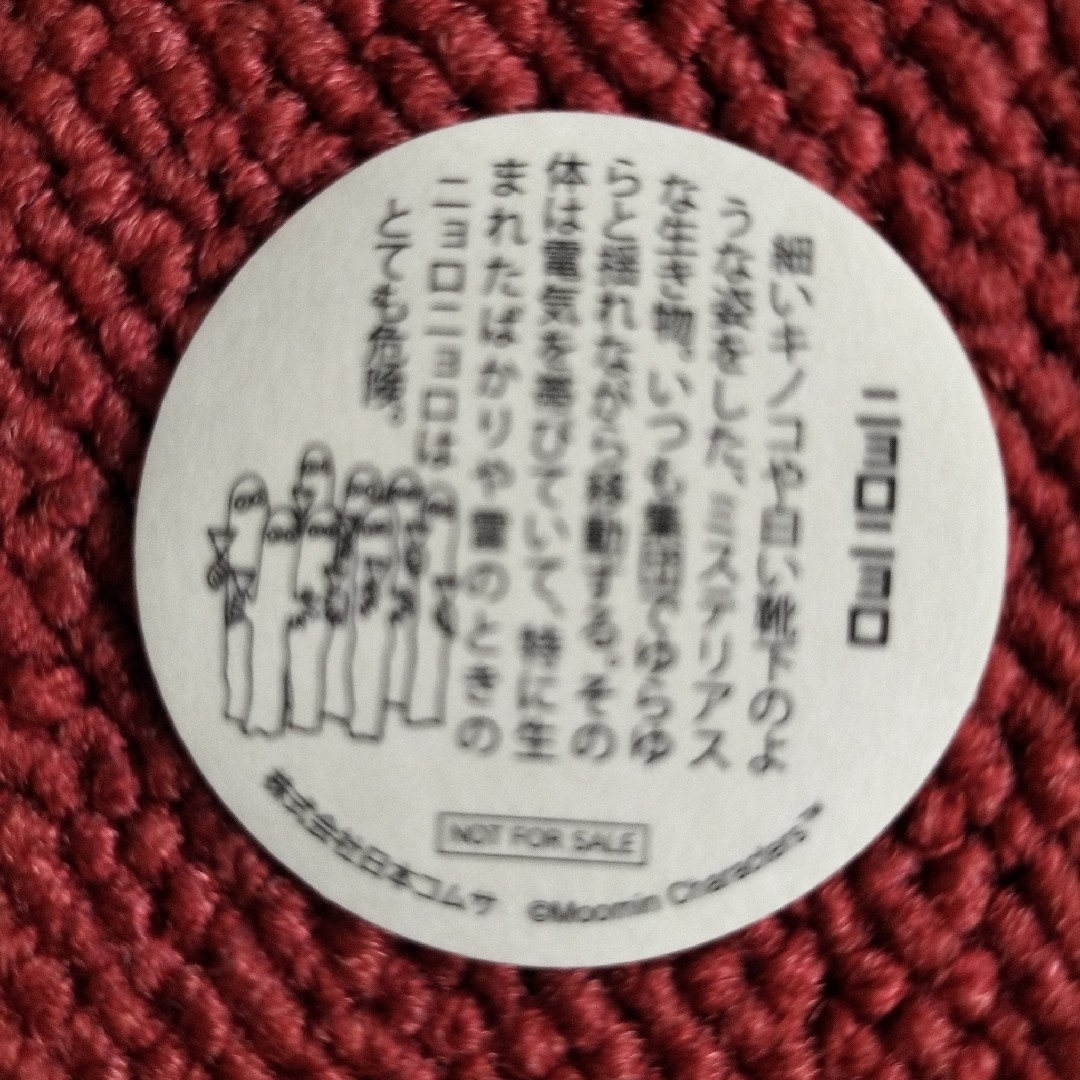 ニョロニョロ
細いキノコや白い靴下のよ
うな姿をした、ミステリアス
な生き物。いつも集団でゆらゆ
らと揺れながら移動する。その
体は電気を帯びていて、特に生
まれたばかりや雷のときの
ニョロニョロは
とても危険。
NOT FOR SALE
株式会社日本コムサ ©Moomin Characters™